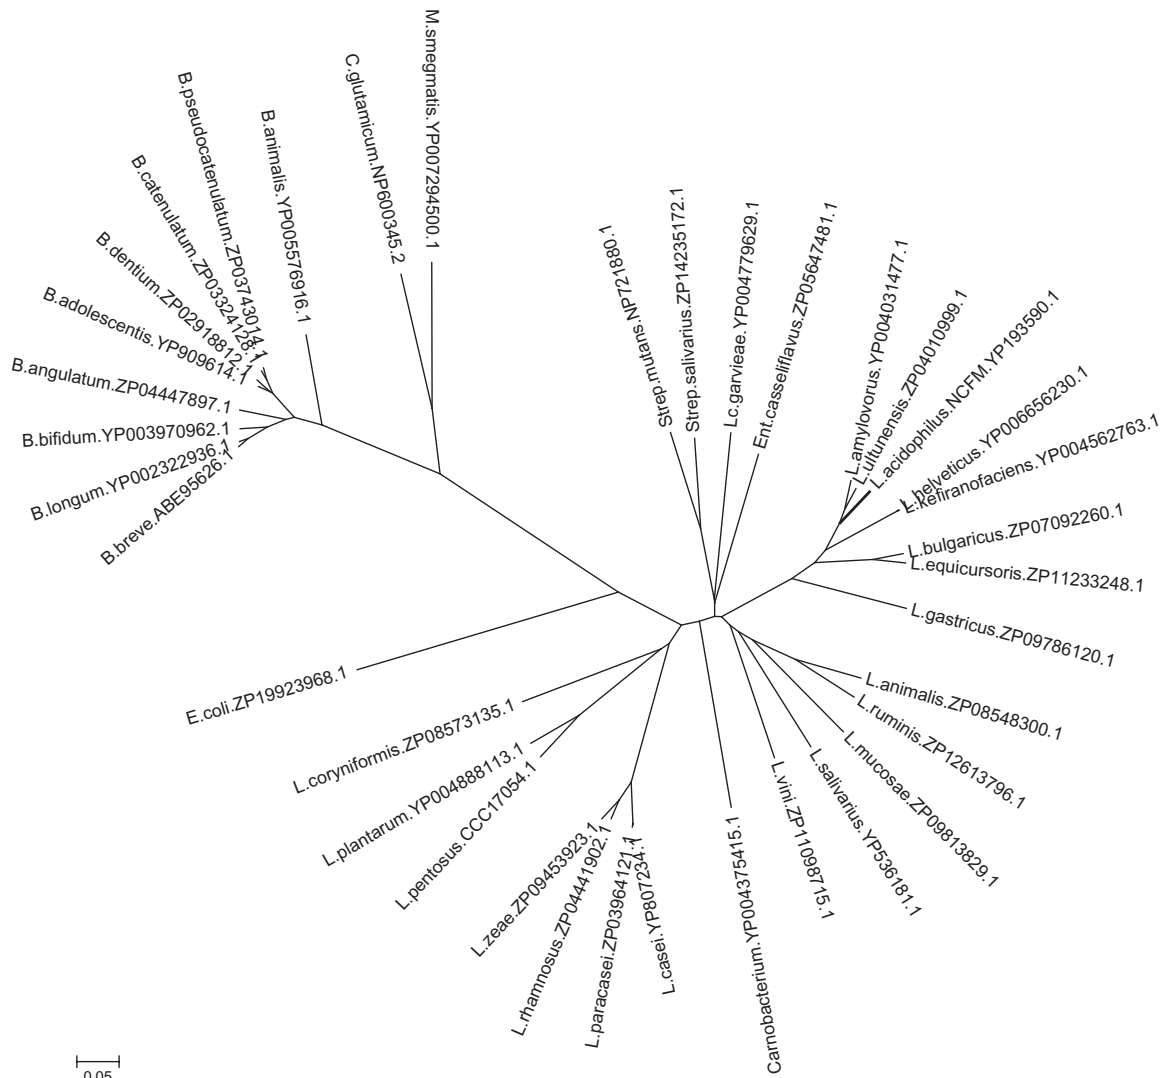 M.smegmatis.YP007294500.1
C.glutamicum.NP600345.2
B.animalis.YP005576916.1
B.pseudocatenulatum.ZP03743014.1
B.catenulatum.ZP03324128.1
B.dentium.ZP02918812.1
B.adolescentis.YP909614.1
B.angulatum.ZP04447897.1
B.bifidum.YP003970962.1
B.longum.YP002322936.1
B.breve.ABE95626.1
E.coli.ZP19923968.1
L.coryniformis.ZP08573135.1
L.plantarum.YP004888113.1
L.pentosus.CCC17054.1
L.zeae.ZP09453923.1
L.rhamnosus.ZP04441902.1
L.paracasei.ZP03964121.1
L.casei.YP807234.1
Carnobacterium.YP004375415.1
L.vini.ZP11098715.1
L.salivarius.YP536181.1
L.mucosae.ZP09813829.1
L.ruminis.ZP12613796.1
L.animalis.ZP08548300.1
L.gastricus.ZP09786120.1
L.equicursoris.ZP11233248.1
L.bulgaricus.ZP07092260.1
L.kefiranofaciens.YP004562763.1
L.helveticus.YP006656230.1
L.acidophilus.NCFM.YP193590.1
L.ultunensis.ZP04010999.1
L.amylovorus.YP004031477.1
Ent.casseliflavus.ZP05647481.1
Lc.garvieae.YP004779629.1
Strep.salivarius.ZP14235172.1
Strep.mutans.NP721880.1
0.05